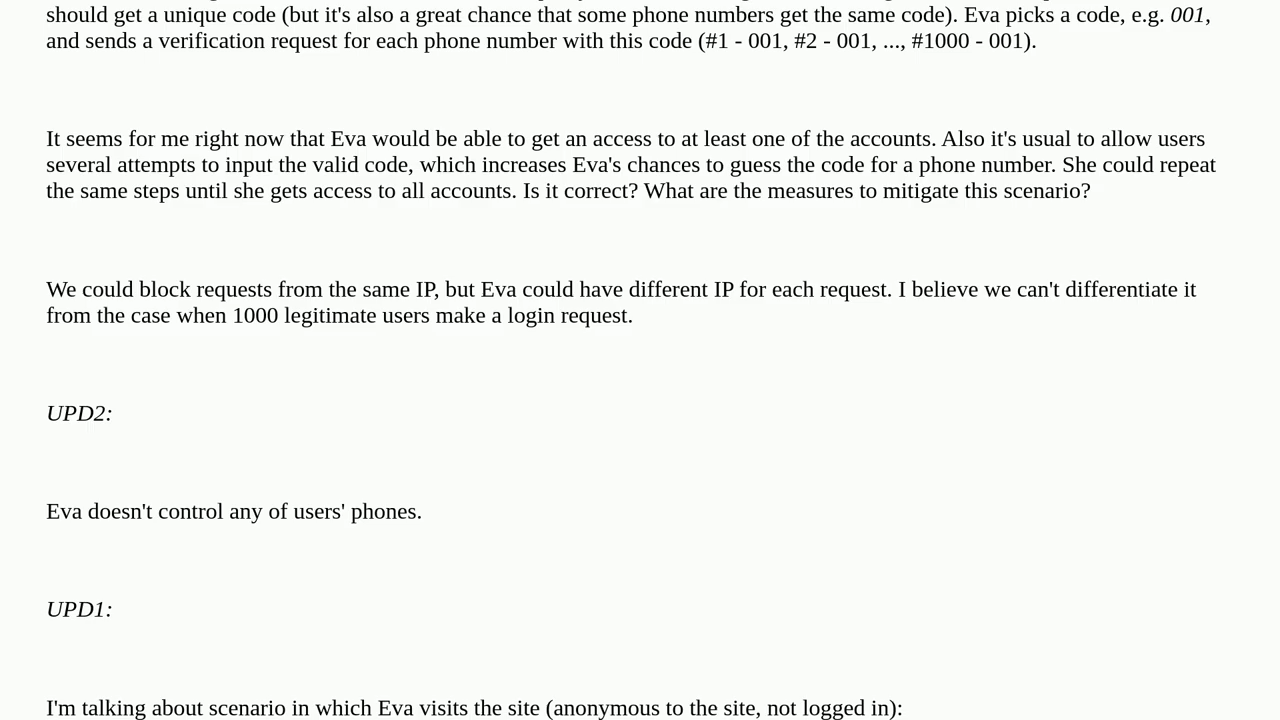 should get a unique code (but it's also a great chance that some phone numbers get the same code). Eva picks a code, e.g. 001,
and sends a verification request for each phone number with this code (#1 - 001, #2 - 001, ..., #1000 - 001).
It seems for me right now that Eva would be able to get an access to at least one of the accounts. Also it's usual to allow users
several attempts to input the valid code, which increases Eva's chances to guess the code for a phone number. She could repeat
the same steps until she gets access to all accounts. Is it correct? What are the measures to mitigate this scenario?
We could block requests from the same IP, but Eva could have different IP for each request. I believe we can't differentiate it
from the case when 1000 legitimate users make a login request.
UPD2:
Eva doesn't control any of users' phones.
UPD1:
I'm talking about scenario in which Eva visits the site (anonymous to the site, not logged in):